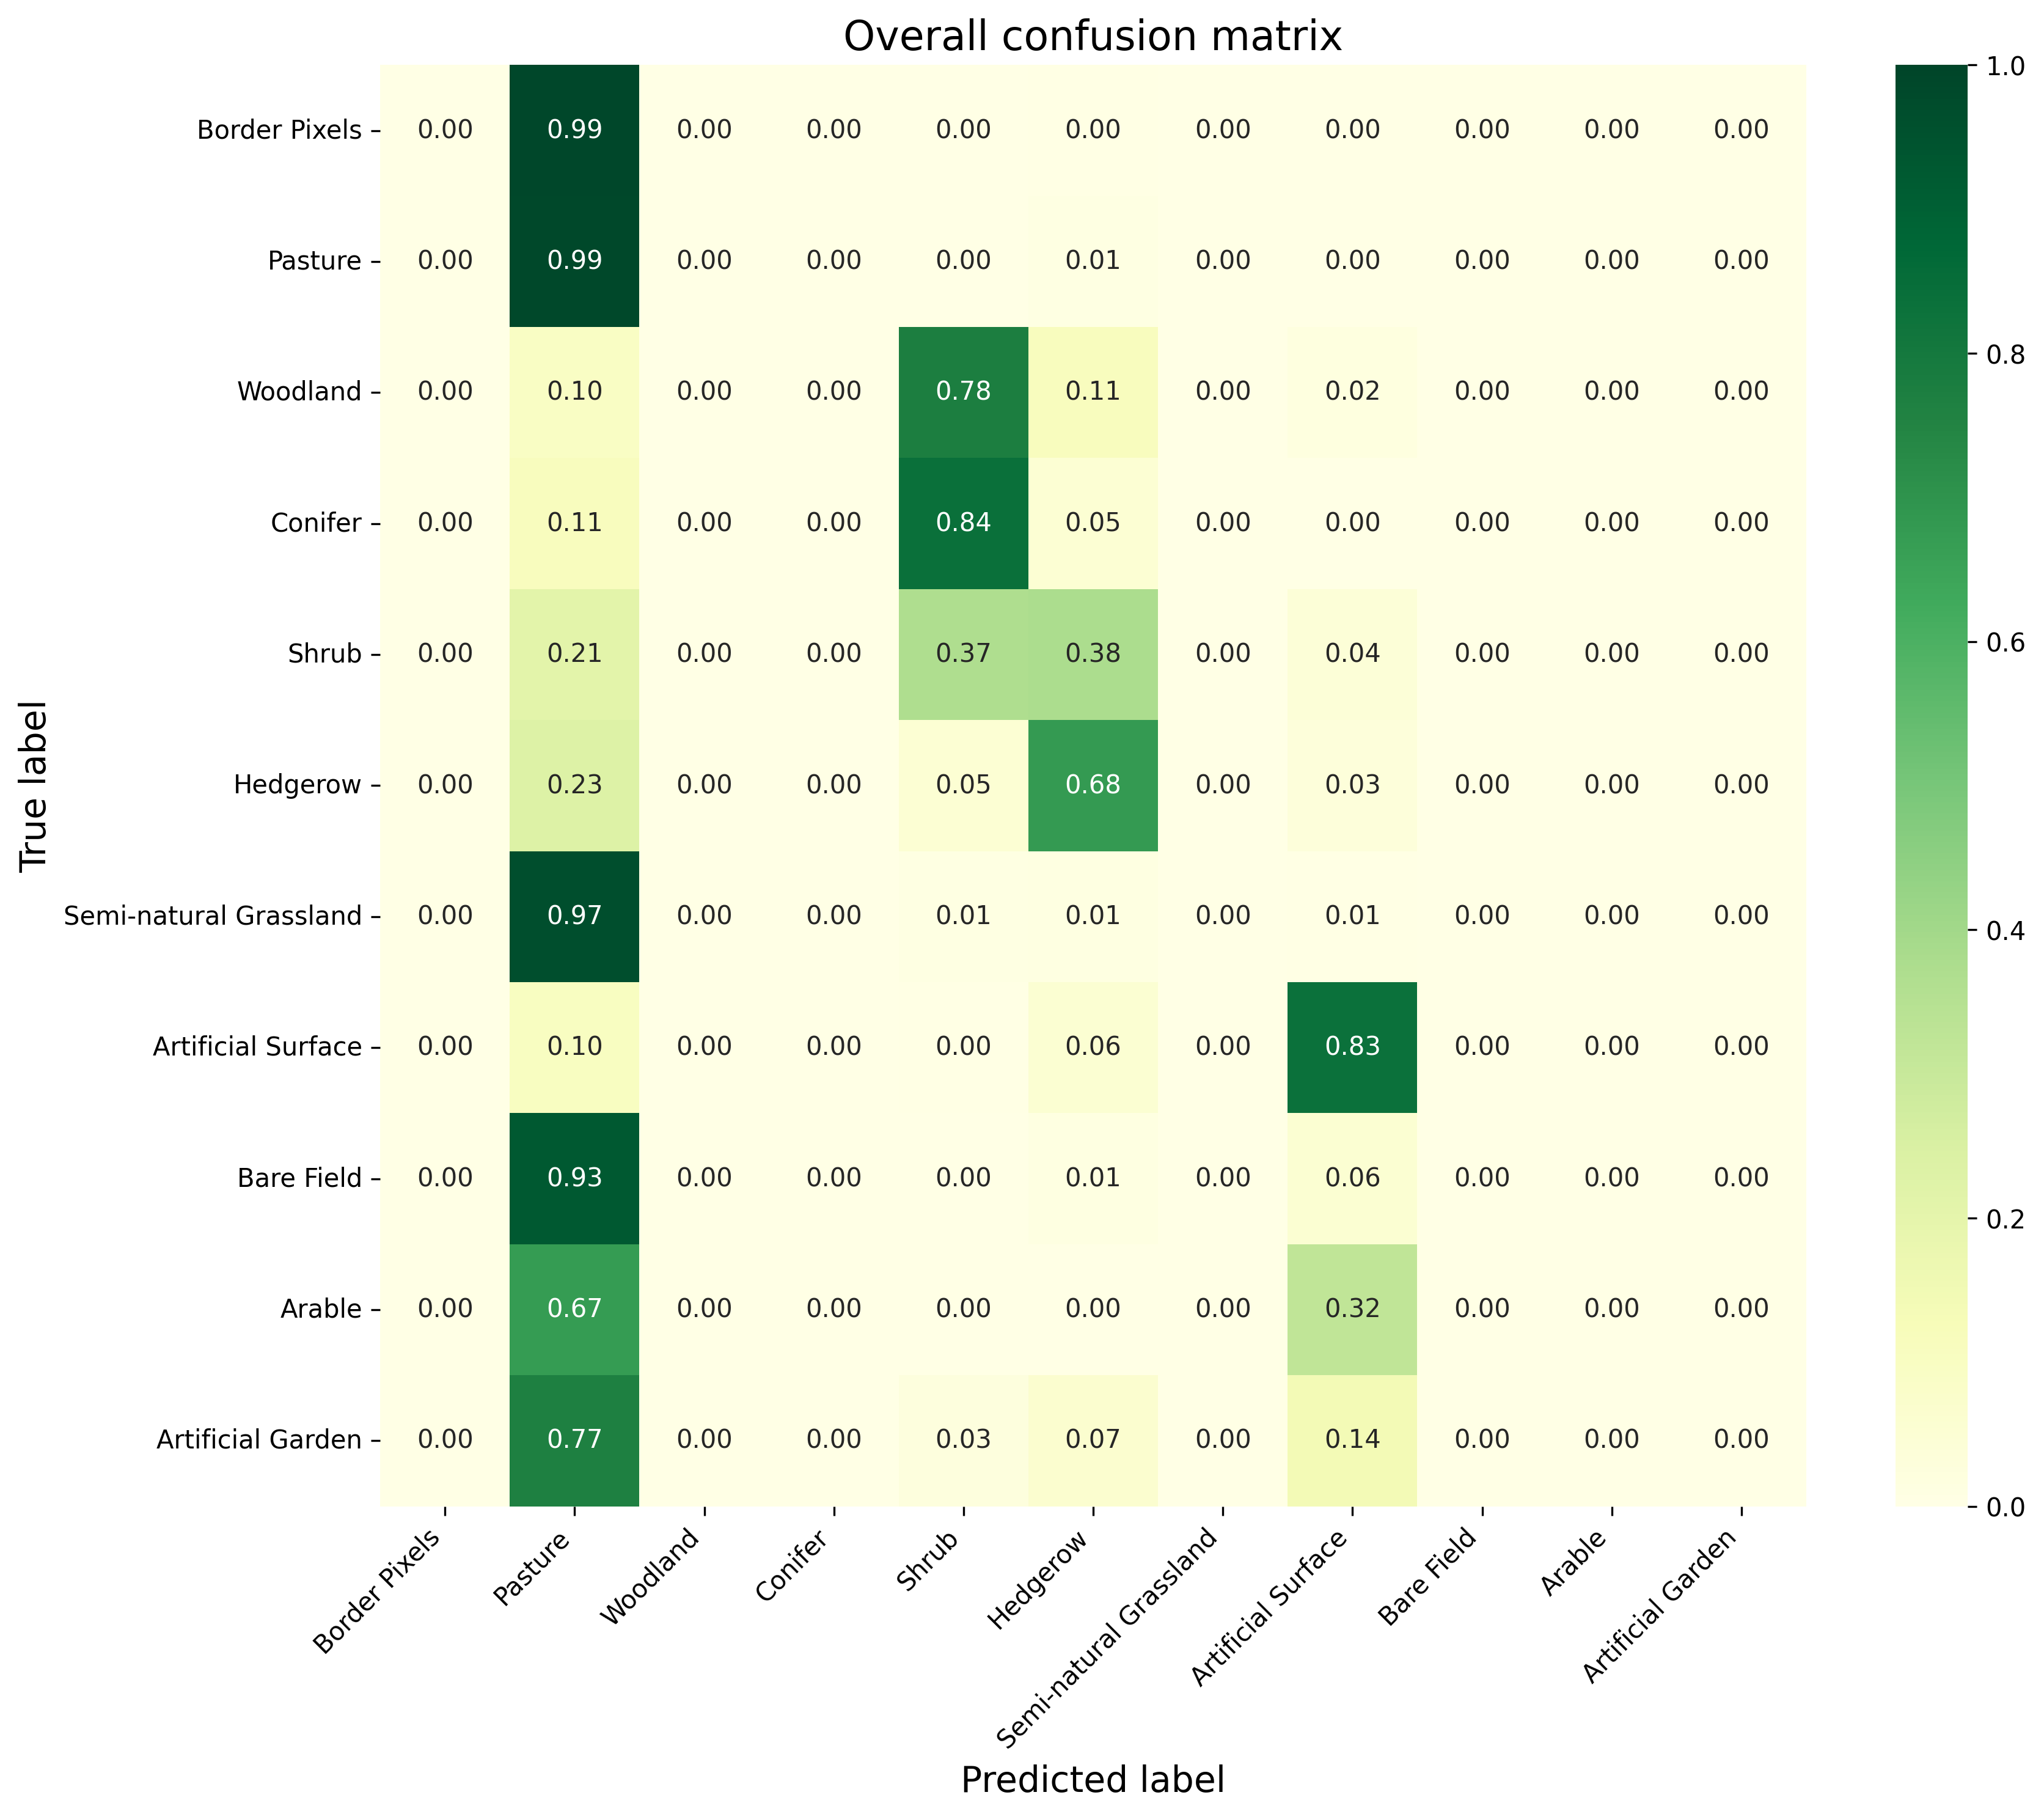 Overall confusion matrix
Border Pixels 0.00 0.99 0.00 0.00 0.00 0.00 0.00 0.00 0.00 0.00 0.00
Pasture 0.00 0.99 0.00 0.00 0.00 0.01 0.00 0.00 0.00 0.00 0.00
Woodland 0.00 0.10 0.00 0.00 0.78 0.11 0.00 0.02 0.00 0.00 0.00
Conifer 0.00 0.11 0.00 0.00 0.84 0.05 0.00 0.00 0.00 0.00 0.00
Shrub 0.00 0.21 0.00 0.00 0.37 0.38 0.00 0.04 0.00 0.00 0.00
Hedgerow 0.00 0.23 0.00 0.00 0.05 0.68 0.00 0.03 0.00 0.00 0.00
Semi-natural Grassland 0.00 0.97 0.00 0.00 0.01 0.01 0.00 0.01 0.00 0.00 0.00
Artificial Surface 0.00 0.10 0.00 0.00 0.00 0.06 0.00 0.83 0.00 0.00 0.00
Bare Field 0.00 0.93 0.00 0.00 0.00 0.01 0.00 0.06 0.00 0.00 0.00
Arable 0.00 0.67 0.00 0.00 0.00 0.00 0.00 0.32 0.00 0.00 0.00
Artificial Garden 0.00 0.77 0.00 0.00 0.03 0.07 0.00 0.14 0.00 0.00 0.00
True label
Border Pixels
Pasture
Woodland
Conifer
Shrub
Hedgerow
Semi-natural Grassland
Artificial Surface
Bare Field
Arable
Artificial Garden
Predicted label
1.0
0.8
0.6
0.4
0.2
0.0